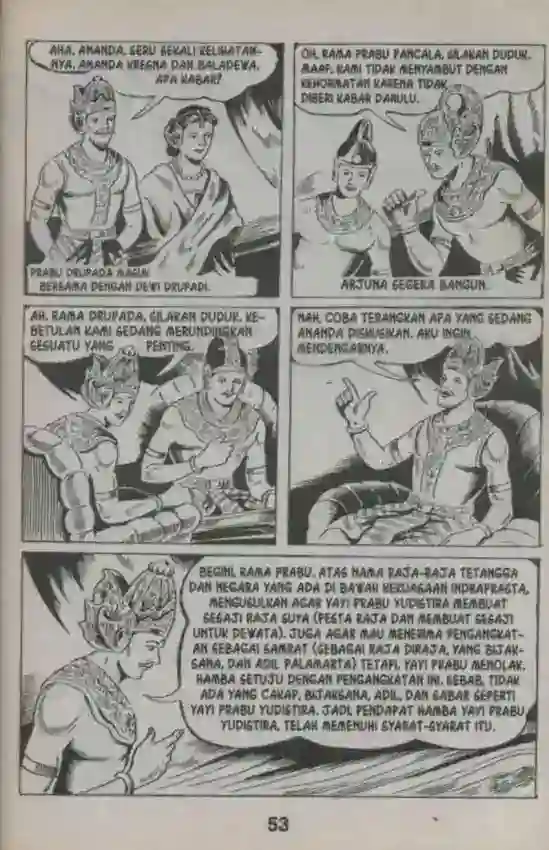 AHA, ANANDA. SERU SEKALI KELIHATAN-
NYA. ANANDA KRESNA DAN BALADEWA.
APA KABAR?
PRABU DRUPADA MASUK
BERSAMA DENGAN DEWI DRUPADI.
OH, RAMA PRABU PANCALA, SILAKAN DUDUK.
MAAF, KAMI TIDAK MENYAMBUT DENGAN
KEHORMATAN KARENA TIDAK
DIBERI KABAR DAHULU.
ARJUNA SEGERA BANGUN.
AH, RAMA DRUPADA, SILAKAN DUDUK. KE-
BETULAN KAMI SEDANG MERUNDINGKAN
SESUATU YANG PENTING.
NAH, COBA TERANGKAN APA YANG SEDANG
ANANDA DISKUSIKAN. AKU INGIN
MENDENGARNYA.
BEGINI, RAMA PRABU. ATAS NAMA RAJA-RAJA TETANGGA
DAN NEGARA YANG ADA DI BAWAH KEKUASAAN INDRAPRASTA,
MENGUSULKAN AGAR YAYI PRABU YUDISTIRA MEMBUAT
SESAJI RAJA SUYA (PESTA RAJA DAN MEMBUAT SESAJI
UNTUK DEWATA). JUGA AGAR MAU MENERIMA PENGANGKAT-
AN SEBAGAI SAMRAT (SEBAGAI RAJA DIRAJA, YANG BIJAK-
SANA, DAN ADIL PALAMARTA) TETAPI, YAYI PRABU MENOLAK.
HAMBA SETUJU DENGAN PENGANGKATAN INI. SEBAB, TIDAK
ADA YANG CAKAP, BIJAKSANA, ADIL, DAN SABAR SEPERTI
YAYI PRABU YUDISTIRA. JADI, PENDAPAT HAMBA YAYI PRABU
YUDISTIRA, TELAH MEMENUHI SYARAT-SYARAT ITU.
53